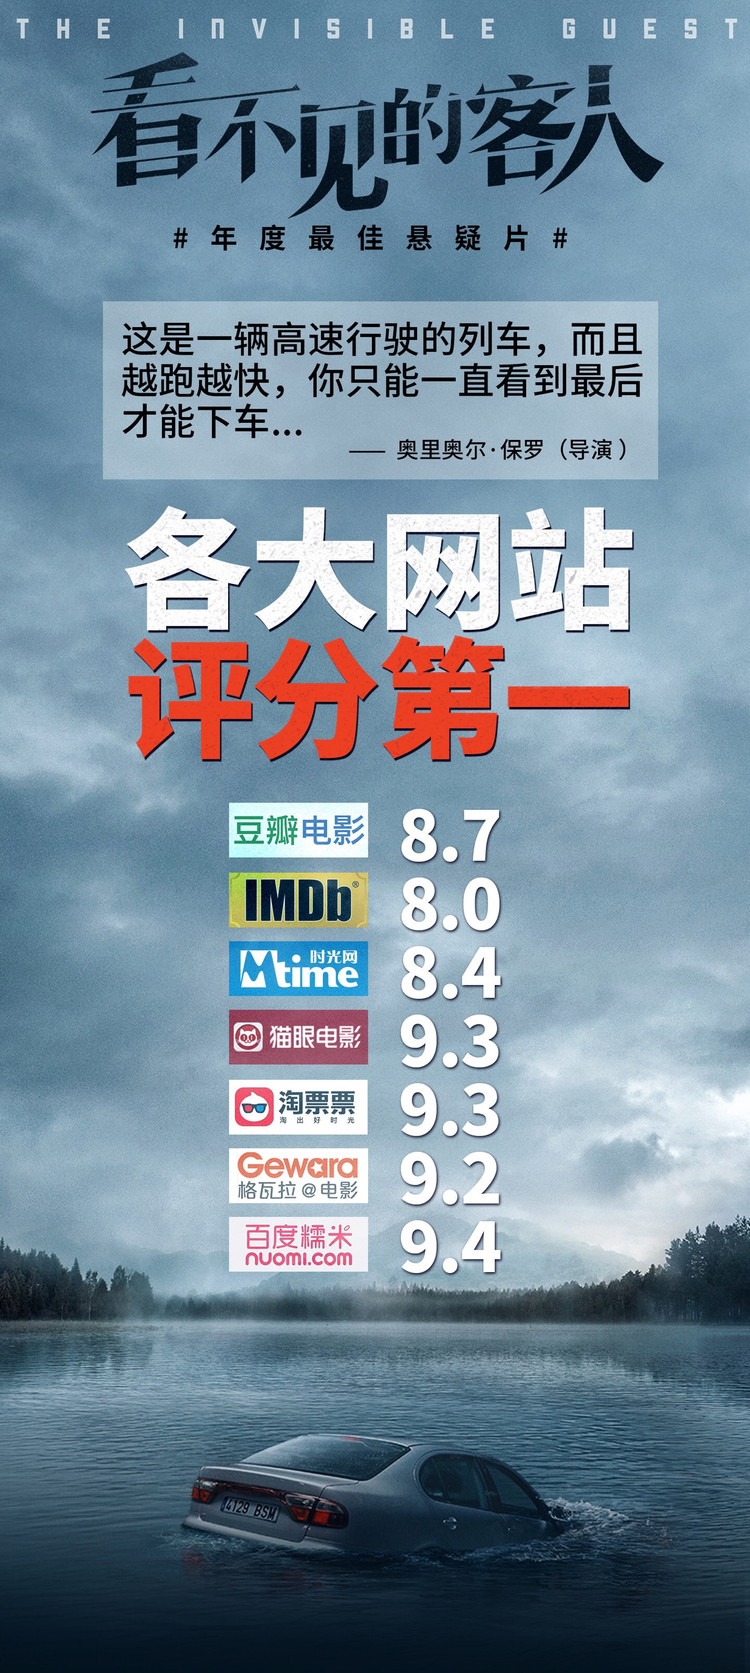 THE INVISIBLE GUEST
看不见的客人
#年度最佳悬疑片#
这是一辆高速行驶的列车，而且
越跑越快，你只能一直看到最后
才能下车...
—— 奥里奥尔·保罗（导演）
各大网站
评分第一
豆瓣电影 8.7
IMDb® 8.0
Mtime 时光网 8.4
猫眼电影 9.3
淘票票 9.3
淘出好时光
Gewara 9.2
格瓦拉@电影
百度糯米 9.4
nuomi.com
4129 BSM